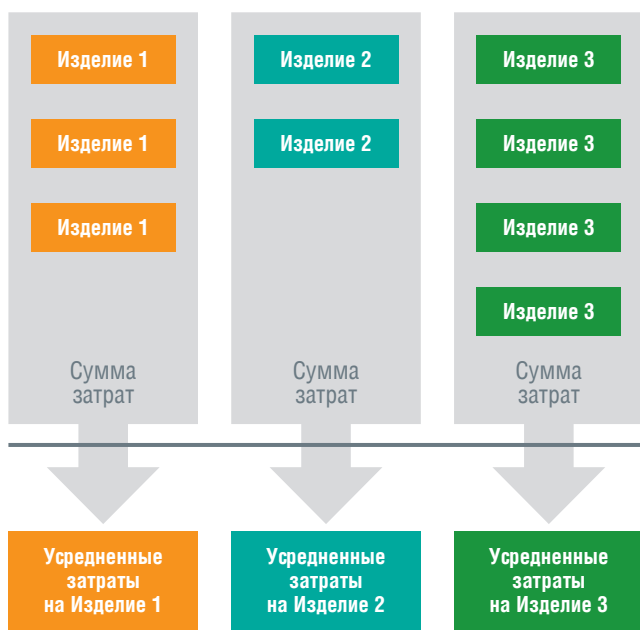 Изделие 1
Изделие 1
Изделие 1
Сумма
затрат
Изделие 2
Изделие 2
Сумма
затрат
Изделие 3
Изделие 3
Изделие 3
Изделие 3
Сумма
затрат
Усредненные
затраты
на Изделие 1
Усредненные
затраты
на Изделие 2
Усредненные
затраты
на Изделие 3